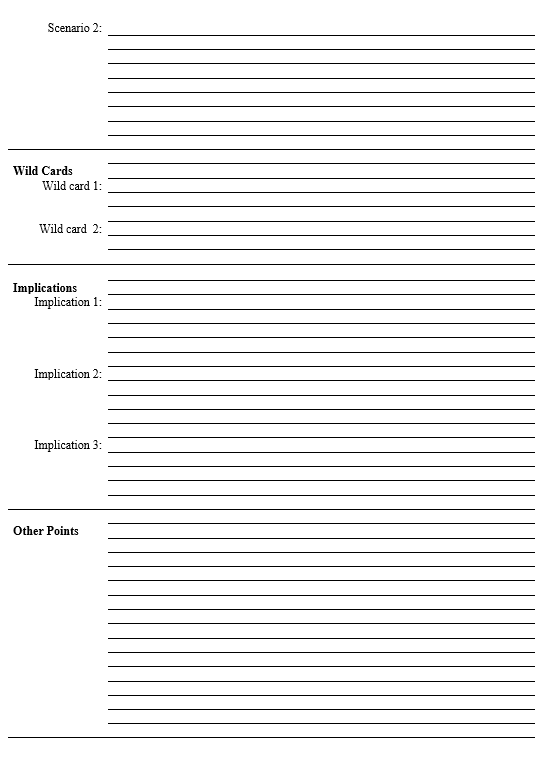 Scenario 2:
Wild Cards
Wild card 1:
Wild card  2:
Implications
Implication 1:
Implication 2:
Implication 3:
Other Points